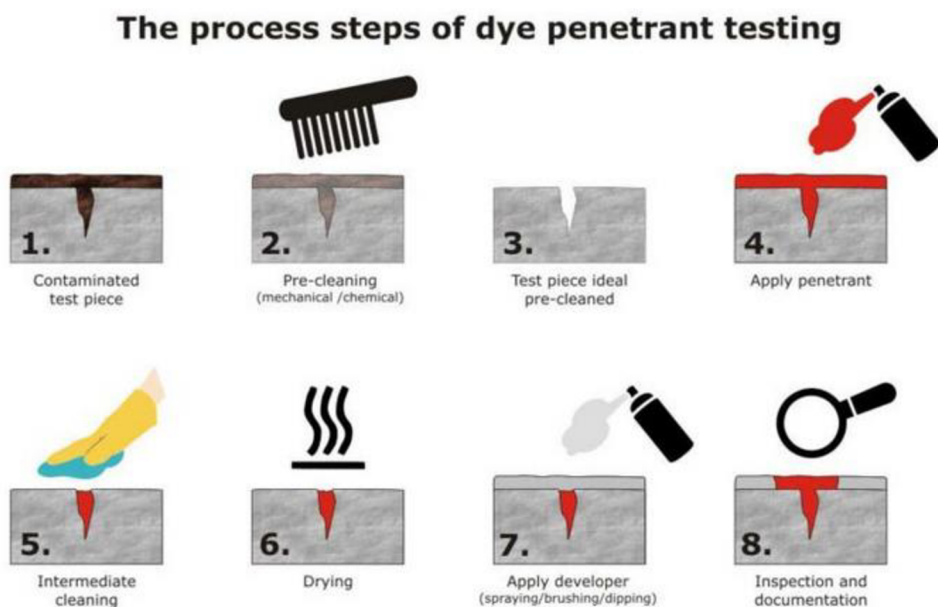 The process steps of dye penetrant testing
1.
Contaminated
test piece
2.
Pre-cleaning
(mechanical /chemical)
3.
Test piece ideal
pre-cleaned
4.
Apply penetrant
5.
Intermediate
cleaning
6.
Drying
7.
Apply developer
(spraying/brushing/dipping)
8.
Inspection and
documentation